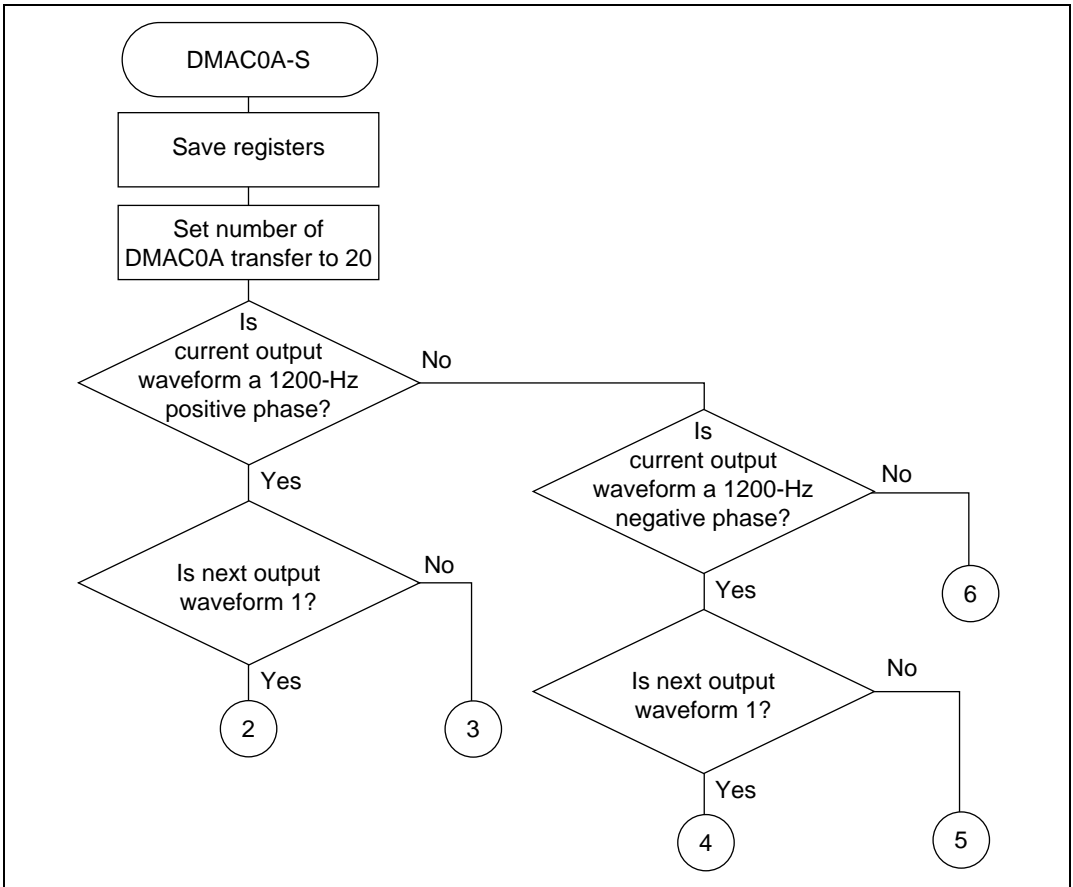 DMAC0A-S
Save registers
Set number of
DMAC0A transfer to 20
Is
current output
waveform a 1200-Hz
positive phase?
No
Yes
Is next output
waveform 1?
No
Yes
2
3
Is
current output
waveform a 1200-Hz
negative phase?
No
6
Yes
Is next output
waveform 1?
No
Yes
4
5